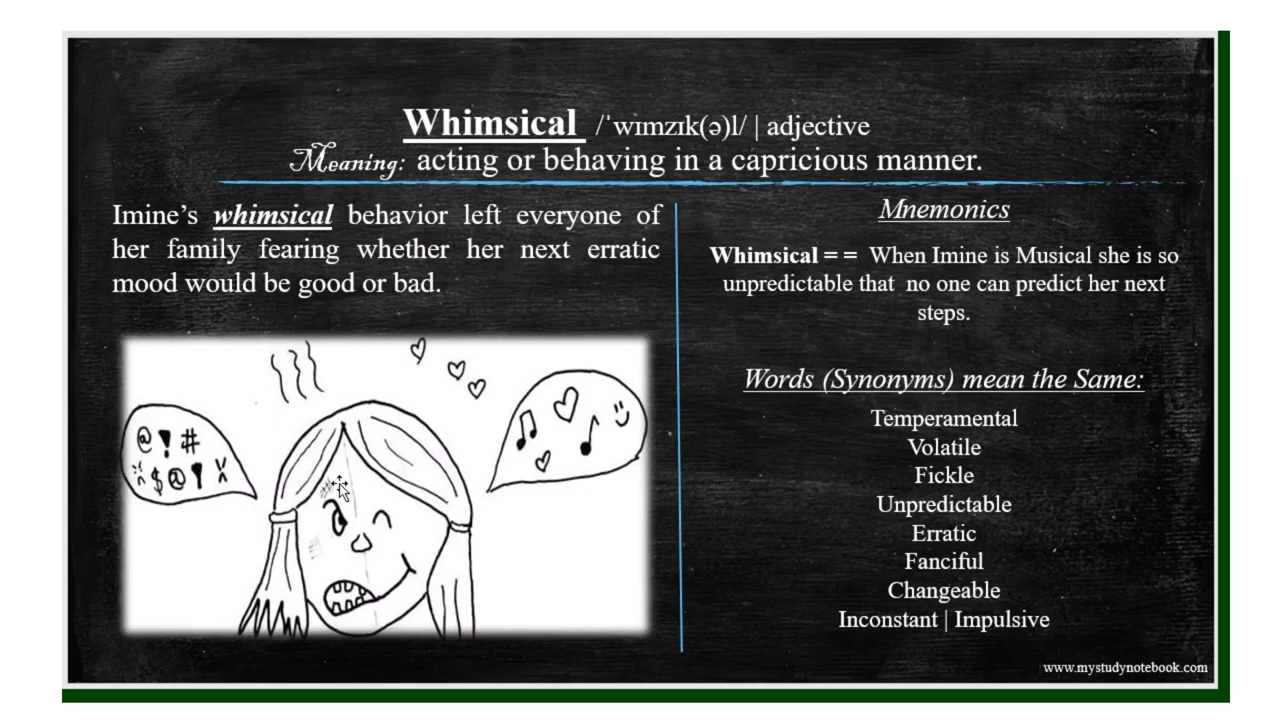 Whimsical /ˈwɪmzɪk(ə)l/ | adjective
Meaning: acting or behaving in a capricious manner.
Imine’s whimsical behavior left everyone of
her family fearing whether her next erratic
mood would be good or bad.
@!#
$@!
Mnemonics
Whimsical = = When Imine is Musical she is so
unpredictable that no one can predict her next
steps.
Words (Synonyms) mean the Same:
Temperamental
Volatile
Fickle
Unpredictable
Erratic
Fanciful
Changeable
Inconstant | Impulsive
www.mystudynotebook.com